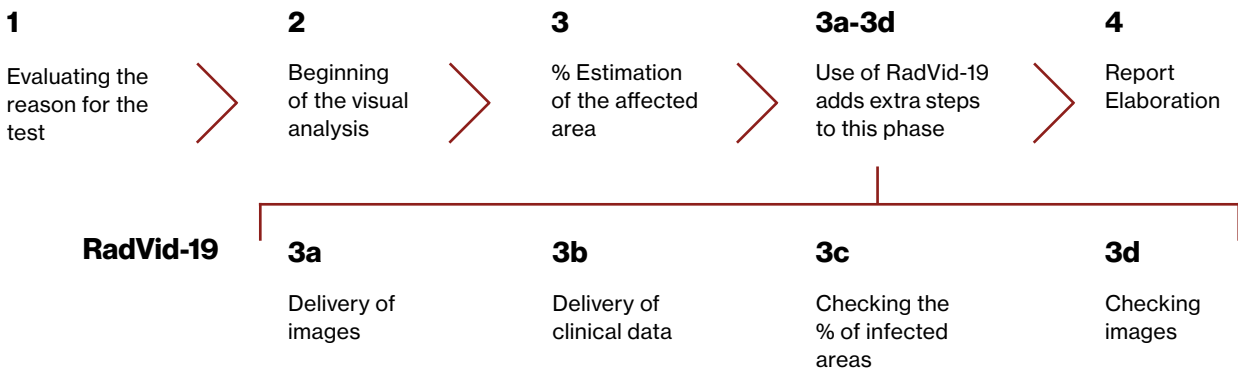 1
Evaluating the
reason for the
test
2
Beginning
of the visual
analysis
3
% Estimation
of the affected
area
3a-3d
Use of RadVid-19
adds extra steps
to this phase
4
Report
Elaboration
RadVid-19
3a
Delivery of
images
3b
Delivery of
clinical data
3c
Checking the
% of infected
areas
3d
Checking
images